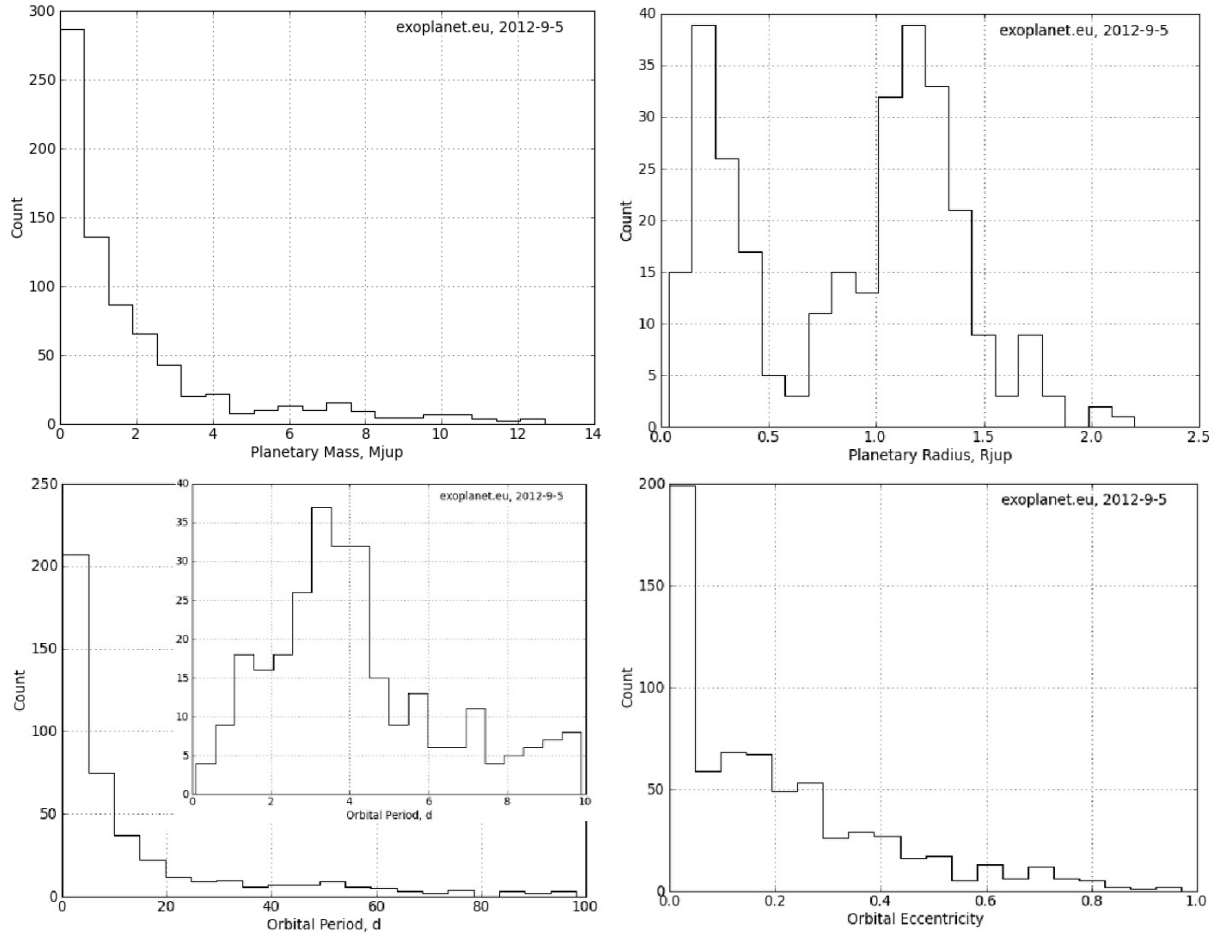 300
250
200
150
100
50
0
Count
exoplanet.eu, 2012-9-5
0 2 4 6 8 10 12 14
Planetary Mass, Mjup
40
35
30
25
20
15
10
5
0
Count
exoplanet.eu, 2012-9-5
0.0 0.5 1.0 1.5 2.0 2.5
Planetary Radius, Rjup
250
200
150
100
50
0
Count
40
35
30
25
20
15
10
5
0
exoplanet.eu, 2012-9-5
0 2 4 6 8 10
Orbital Period, d
0 20 40 60 80 100
Orbital Period, d
200
150
100
50
0
Count
exoplanet.eu, 2012-9-5
0.0 0.2 0.4 0.6 0.8 1.0
Orbital Eccentricity